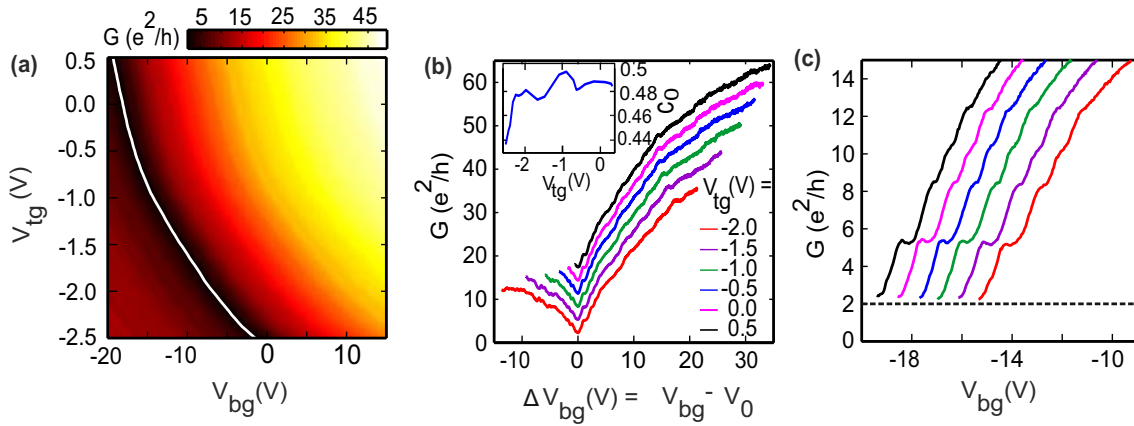 G (e²/h)
5 15 25 35 45
(a)
0.5
0.0
-0.5
-1.0
-1.5
-2.0
-2.5
V_tg(V)
-20 -10 0 10
V_bg(V)
(b)
60
50
40
30
20
10
0
G (e²/h)
0.5
0.48
0.46
0.44
c₀
-2 -1 0
V_tg(V)
V_tg(V) =
-2.0
-1.5
-1.0
-0.5
0.0
0.5
-10 0 10 20 30
Δ V_bg(V) = V_bg - V_0
(c)
14
12
10
8
6
4
2
0
G (e²/h)
-18 -14 -10
V_bg(V)